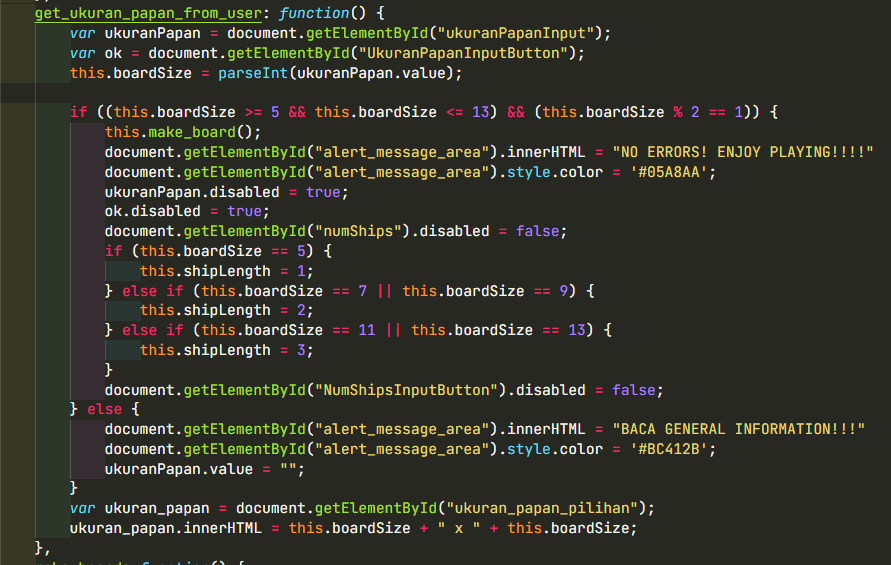 get_ukuran_papan_from_user: function() {
var ukuranPapan = document.getElementById("ukuranPapanInput");
var ok = document.getElementById("UkuranPapanInputButton");
this.boardSize = parseInt(ukuranPapan.value);
if ((this.boardSize >= 5 && this.boardSize <= 13) && (this.boardSize % 2 == 1)) {
this.make_board();
document.getElementById("alert_message_area").innerHTML = "NO ERRORS! ENJOY PLAYING!!!!"
document.getElementById("alert_message_area").style.color = '#05A8AA';
ukuranPapan.disabled = true;
ok.disabled = true;
document.getElementById("numShips").disabled = false;
if (this.boardSize == 5) {
this.shipLength = 1;
} else if (this.boardSize == 7 || this.boardSize == 9) {
this.shipLength = 2;
} else if (this.boardSize == 11 || this.boardSize == 13) {
this.shipLength = 3;
}
document.getElementById("NumShipsInputButton").disabled = false;
} else {
document.getElementById("alert_message_area").innerHTML = "BACA GENERAL INFORMATION!!!"
document.getElementById("alert_message_area").style.color = '#BC412B';
ukuranPapan.value = "";
}
var ukuran_papan = document.getElementById("ukuran_papan_pilihan");
ukuran_papan.innerHTML = this.boardSize + " x " + this.boardSize;
},